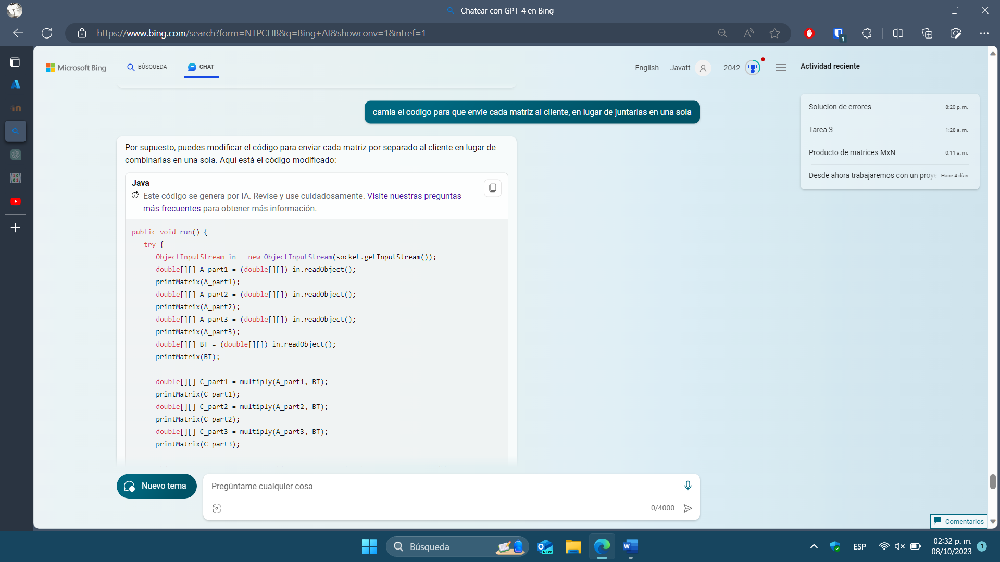 Chatear con GPT-4 en Bing
https://www.bing.com/search?form=NTPCHB&q=Bing+AI&showconv=1&ntref=1
1
Microsoft Bing
BÚSQUEDA
CHAT
English
Javatt
2042
Actividad reciente
Solucion de errores
8:20 p. m.
Tarea 3
1:28 a. m.
Producto de matrices MxN
0:11 a. m.
Desde ahora trabajaremos con un proye
Hace 4 días
camia el codigo para que envie cada matriz al cliente, en lugar de juntarlas en una sola
Por supuesto, puedes modificar el código para enviar cada matriz por separado al cliente en lugar de
combinarlas en una sola. Aquí está el código modificado:
Java
Este código se genera por IA. Revise y use cuidadosamente. Visite nuestras preguntas
más frecuentes para obtener más información.
public void run() {
try {
ObjectInputStream in = new ObjectInputStream(socket.getInputStream());
double[][] A_part1 = (double[][]) in.readObject();
printMatrix(A_part1);
double[][] A_part2 = (double[][]) in.readObject();
printMatrix(A_part2);
double[][] A_part3 = (double[][]) in.readObject();
printMatrix(A_part3);
double[][] BT = (double[][]) in.readObject();
printMatrix(BT);
double[][] C_part1 = multiply(A_part1, BT);
printMatrix(C_part1);
double[][] C_part2 = multiply(A_part2, BT);
printMatrix(C_part2);
double[][] C_part3 = multiply(A_part3, BT);
printMatrix(C_part3);
Nuevo tema
Pregúntame cualquier cosa
0/4000
Comentarios
Búsqueda
NEW
ESP
02:32 p. m.
08/10/2023
1